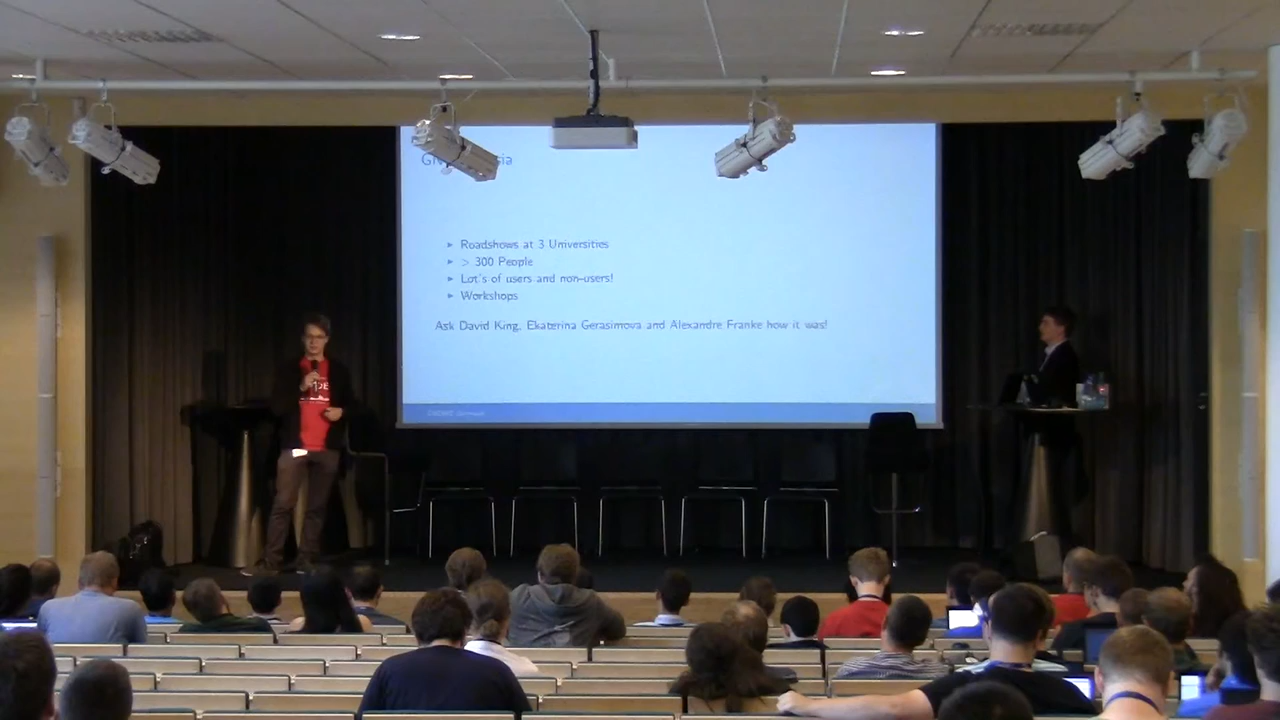 Roadshows at 3 Universities
> 300 People
Lot's of users and non-users!
Workshops
Ask David King, Ekaterina Gerasimova and Alexandre Franke how it was!